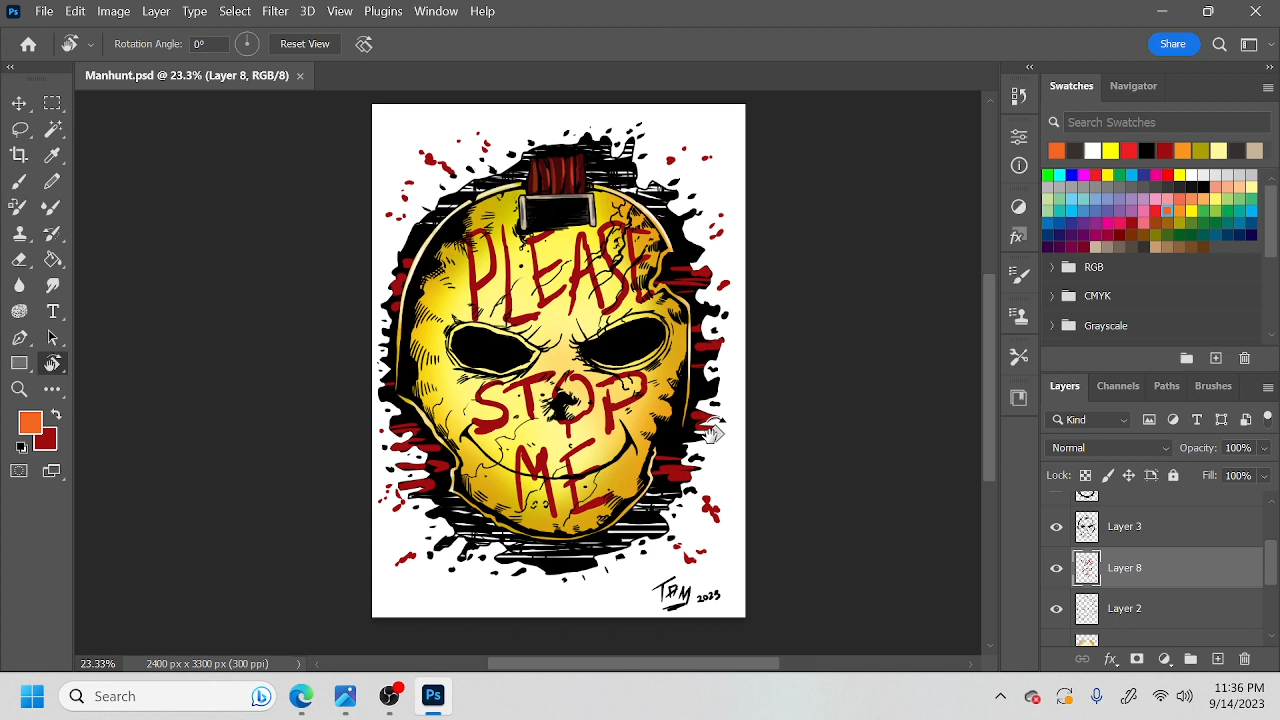 Ps File Edit Image Layer Type Select Filter 3D View Plugins Window Help
Rotation Angle: 0° Reset View Share
Manhunt.psd @ 23.3% (Layer 8, RGB/8) ×
PLEASE
STOP
ME
TAM 2023
Swatches Navigator
Search Swatches
RGB
CMYK
Layers Channels Paths Brushes
Kind
Normal Opacity: 100%
Lock: Fill: 100%
Layer 3
Layer 8
Layer 2
23.33% 2400 px x 3300 px (300 ppi)
Search Ps 11:36 PM
9/14/2023